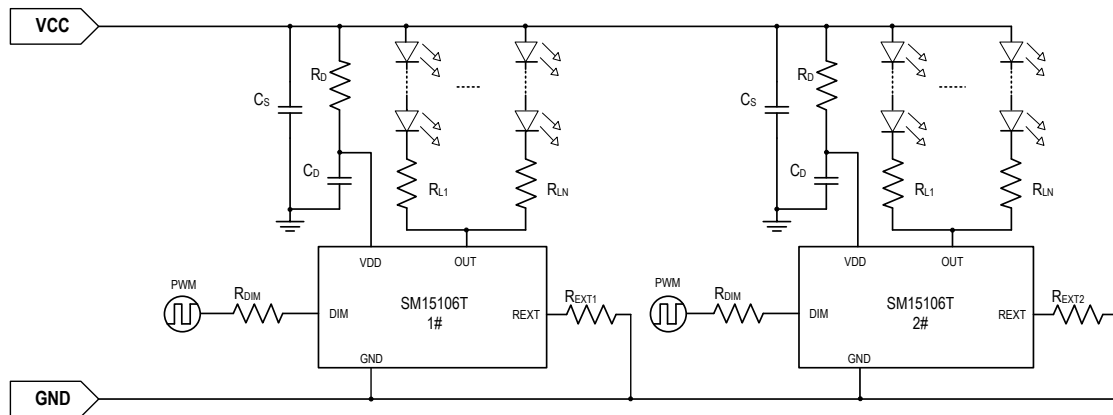 VCC
RD
CS
CD
RL1
RLN
VDD
OUT
PWM
RDIM
DIM
SM15106T
1#
REXT
REXT1
GND
RD
CS
CD
RL1
RLN
VDD
OUT
PWM
RDIM
DIM
SM15106T
2#
REXT
REXT2
GND
GND